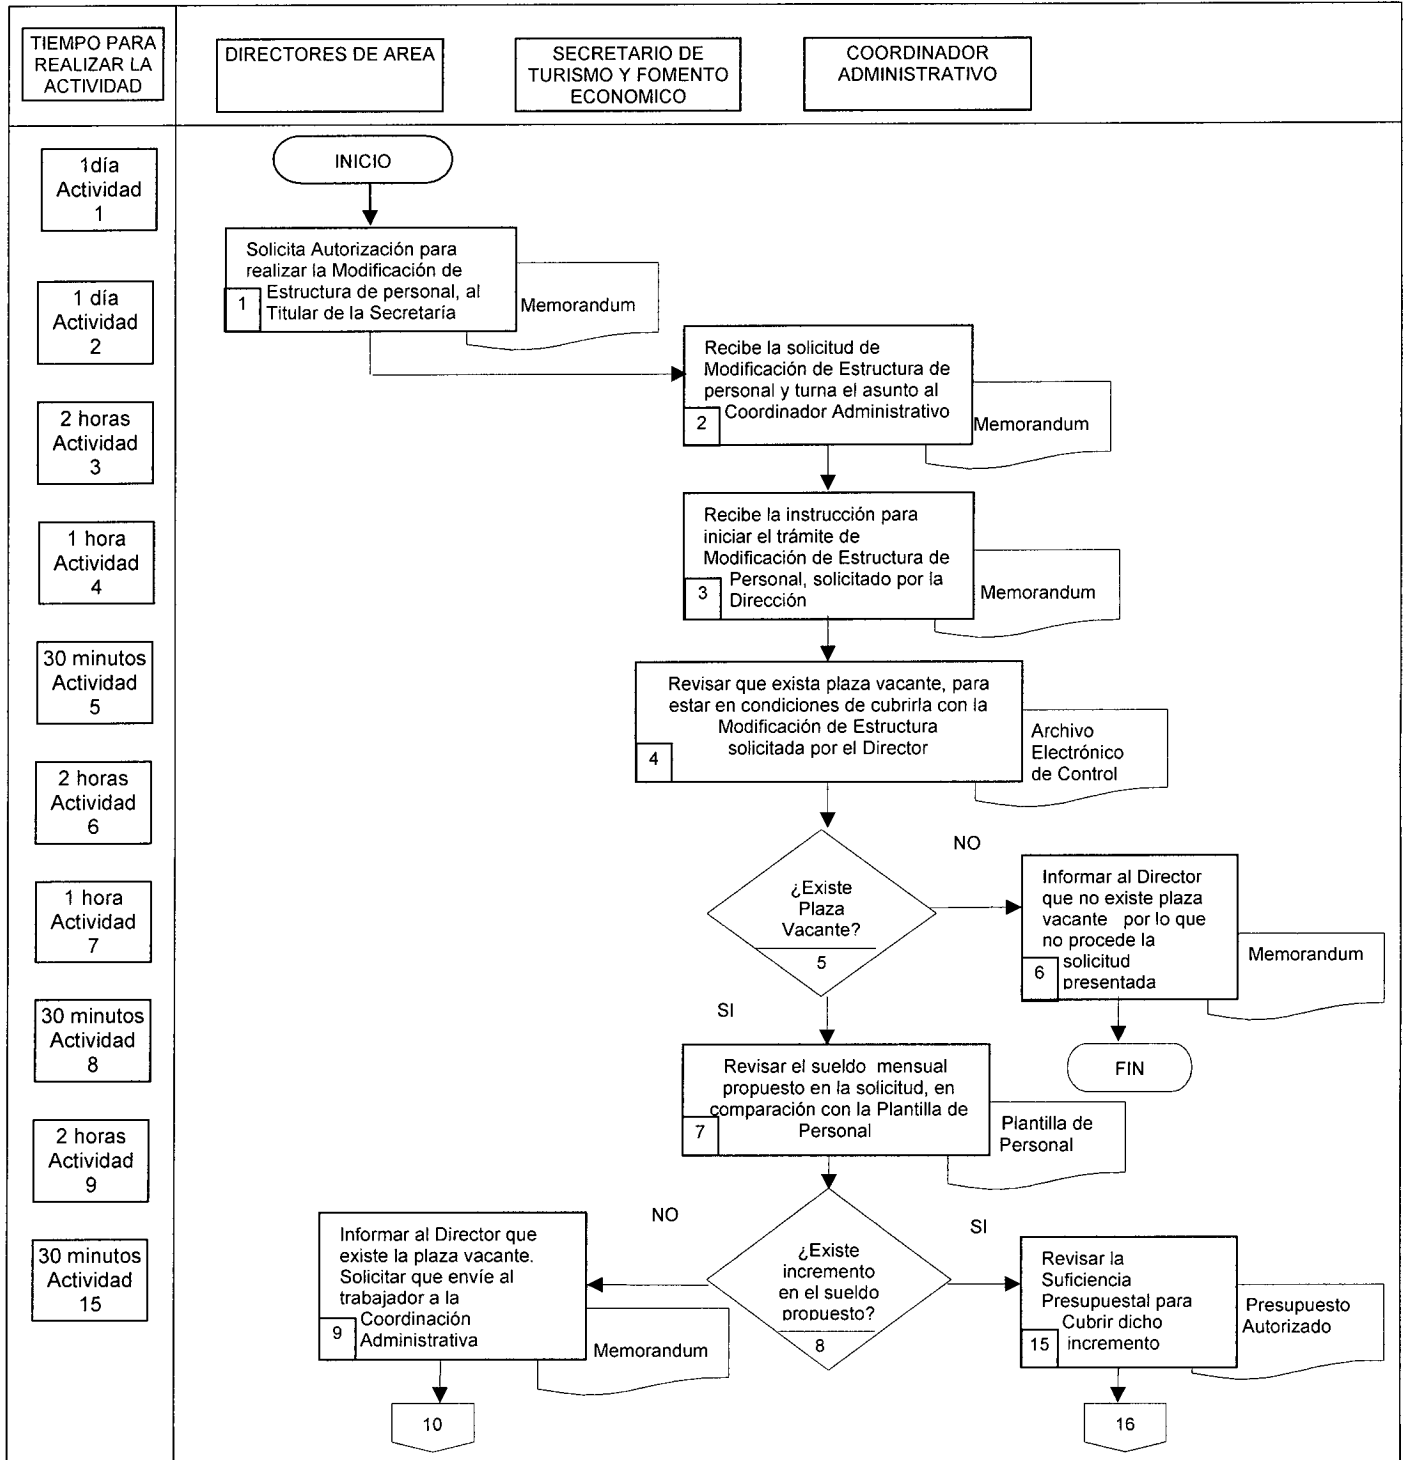 TIEMPO PARA
REALIZAR LA
ACTIVIDAD
DIRECTORES DE AREA
SECRETARIO DE
TURISMO Y FOMENTO
ECONOMICO
COORDINADOR
ADMINISTRATIVO
1día
Actividad
1
1 día
Actividad
2
2 horas
Actividad
3
1 hora
Actividad
4
30 minutos
Actividad
5
2 horas
Actividad
6
1 hora
Actividad
7
30 minutos
Actividad
8
2 horas
Actividad
9
30 minutos
Actividad
15
INICIO
Solicita Autorización para
realizar la Modificación de
Estructura de personal, al
Titular de la Secretaría
1
Memorandum
Recibe la solicitud de
Modificación de Estructura de
personal y turna el asunto al
Coordinador Administrativo
2
Memorandum
Recibe la instrucción para
iniciar el trámite de
Modificación de Estructura de
Personal, solicitado por la
Dirección
3
Memorandum
Revisar que exista plaza vacante, para
estar en condiciones de cubrirla con la
Modificación de Estructura
solicitada por el Director
4
Archivo
Electrónico
de Control
¿Existe
Plaza
Vacante?
5
NO
Informar al Director
que no existe plaza
vacante por lo que
no procede la
solicitud
presentada
6
Memorandum
FIN
SI
Revisar el sueldo mensual
propuesto en la solicitud, en
comparación con la Plantilla de
Personal
7
Plantilla de
Personal
¿Existe
incremento
en el sueldo
propuesto?
8
NO
Informar al Director que
existe la plaza vacante.
Solicitar que envíe al
trabajador a la
Coordinación
Administrativa
9
Memorandum
10
SI
Revisar la
Suficiencia
Presupuestal para
Cubrir dicho
incremento
15
Presupuesto
Autorizado
16